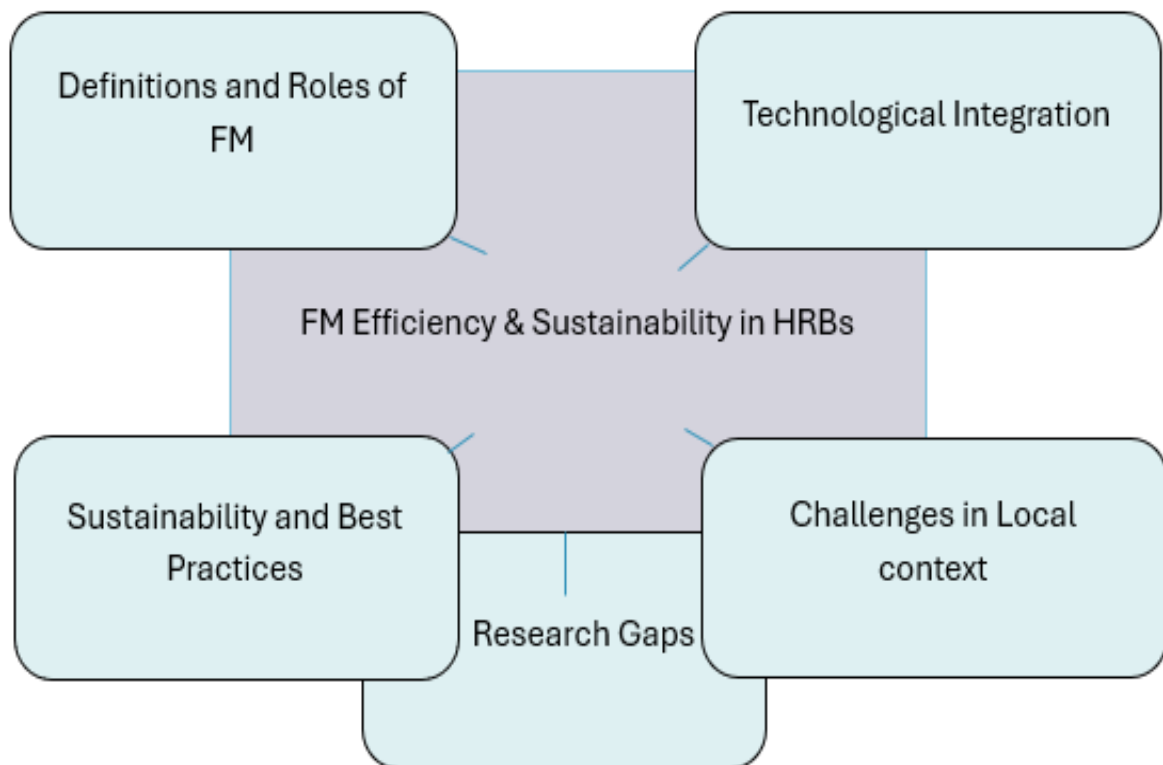 Definitions and Roles of
FM
Technological Integration
FM Efficiency & Sustainability in HRBs
Sustainability and Best
Practices
Challenges in Local
context
Research Gaps